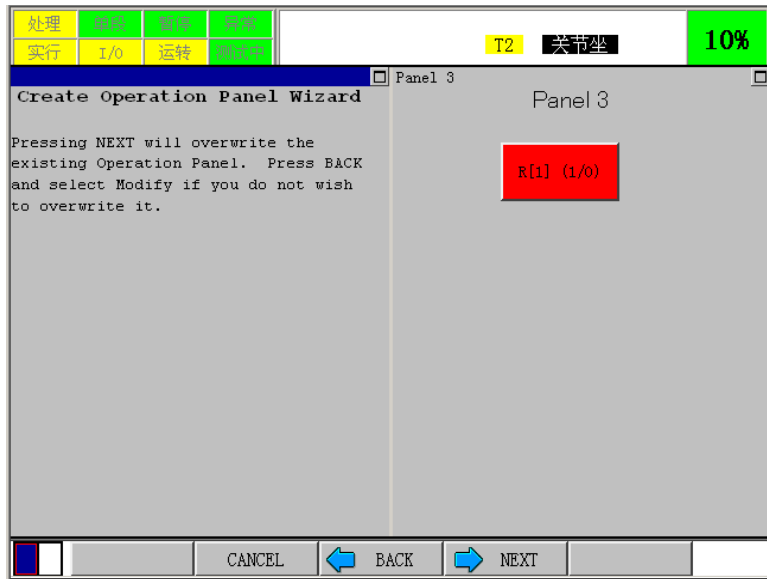 处理 单段 暂停 异常
实行 I/O 运转 测试中
T2 关节坐
10%
Create Operation Panel Wizard
Pressing NEXT will overwrite the
existing Operation Panel. Press BACK
and select Modify if you do not wish
to overwrite it.
Panel 3
Panel 3
R[1] (1/0)
CANCEL BACK NEXT